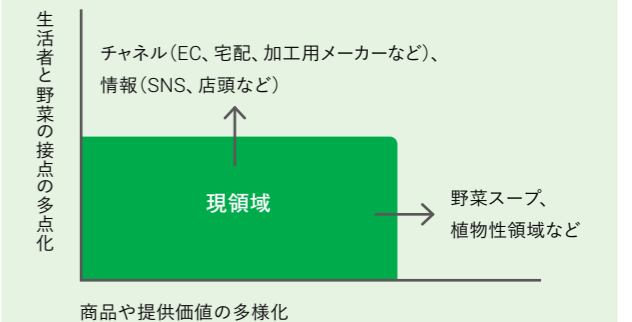 生活者と野菜の接点の多点化
チャネル（EC、宅配、加工用メーカーなど）、
情報（SNS、店頭など）
現領域
野菜スープ、
植物性領域など
商品や提供価値の多様化